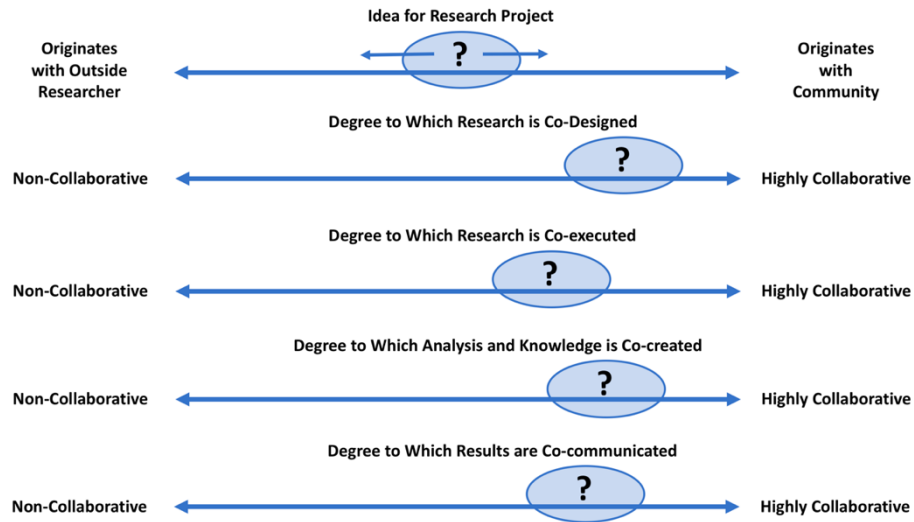 Idea for Research Project
Originates
with Outside
Researcher
?
Originates
with
Community
Degree to Which Research is Co-Designed
Non-Collaborative
?
Highly Collaborative
Degree to Which Research is Co-executed
Non-Collaborative
?
Highly Collaborative
Degree to Which Analysis and Knowledge is Co-created
Non-Collaborative
?
Highly Collaborative
Degree to Which Results are Co-communicated
Non-Collaborative
?
Highly Collaborative